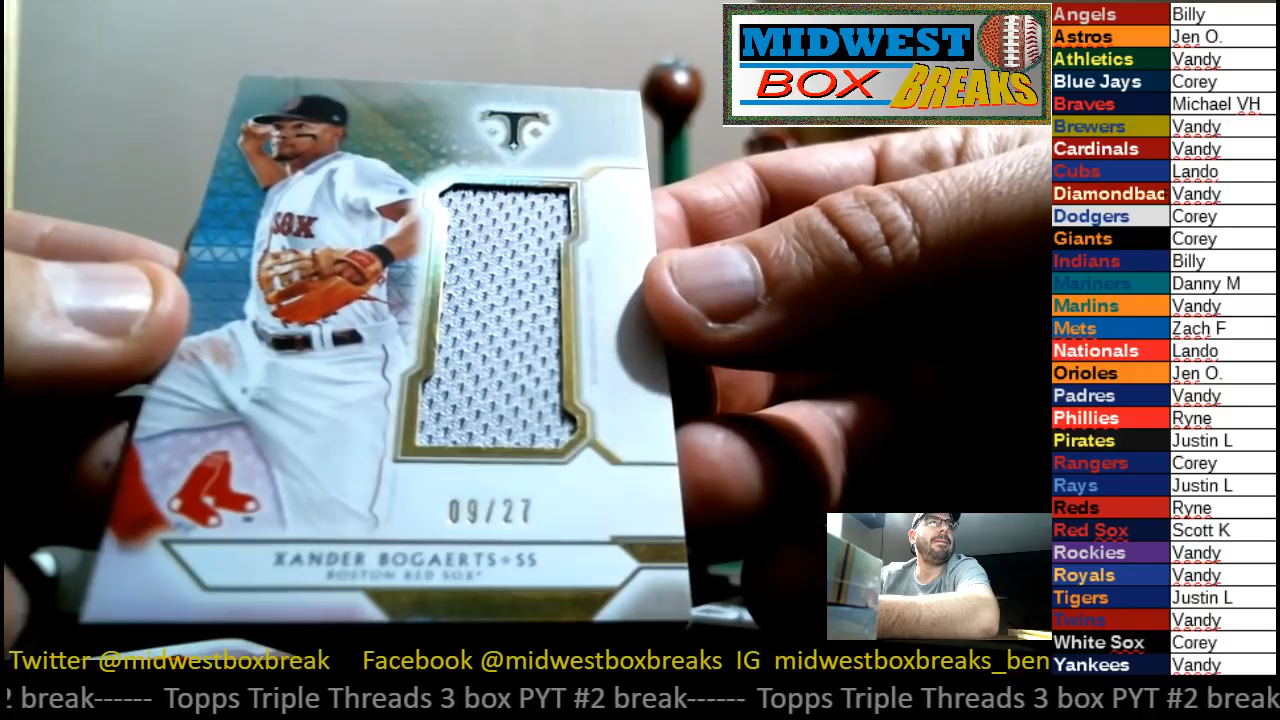 MIDWEST
BOX BREAKS
T
SOX
XANDER BOGAERTS•SS
BOSTON RED SOX
Angels Billy
Astros Jen O.
Athletics Vandy
Blue Jays Corey
Braves Michael VH
Brewers Vandy
Cardinals Vandy
Cubs Lando
Diamondbac Vandy
Dodgers Corey
Giants Corey
Indians Billy
Mariners Danny M
Marlins Vandy
Mets Zach F
Nationals Lando
Orioles Jen O.
Padres Vandy
Phillies Ryne
Pirates Justin L
Rangers Corey
Rays Justin L
Reds Ryne
Red Sox Scott K
Rockies Vandy
Royals Vandy
Tigers Justin L
Twins Vandy
White Sox Corey
Yankees Vandy
Twitter @midwestboxbreak Facebook @midwestboxbreaks IG midwestboxbreaks_ben
2 break------ Topps Triple Threads 3 box PYT #2 break------ Topps Triple Threads 3 box PYT #2 break